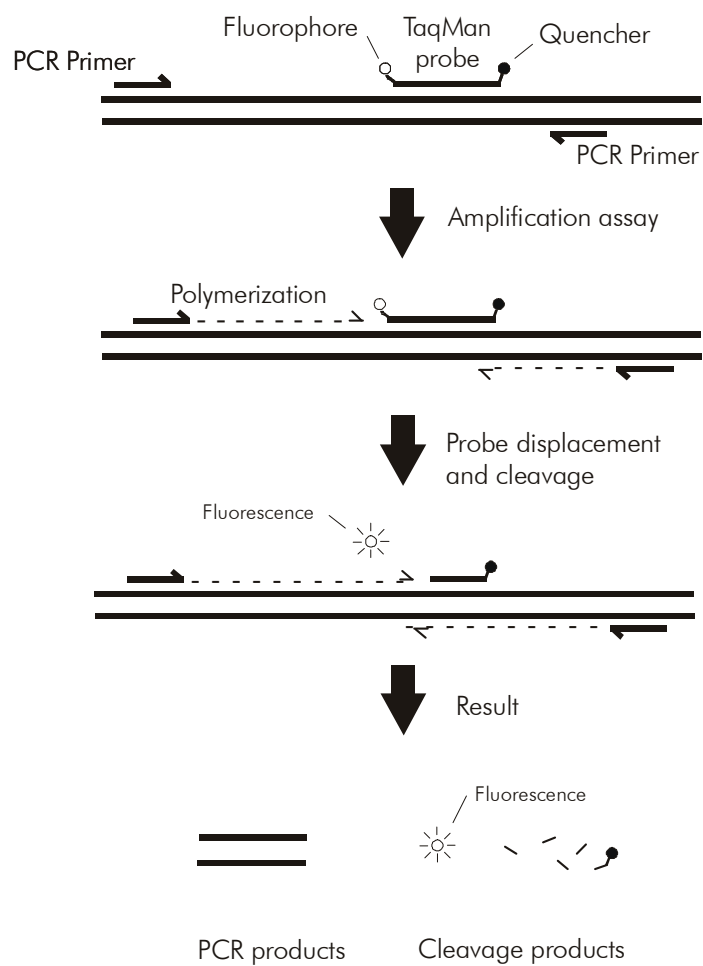 Fluorophore
TaqMan
probe
Quencher
PCR Primer
PCR Primer
Amplification assay
Polymerization
Probe displacement
and cleavage
Fluorescence
Result
Fluorescence
PCR products
Cleavage products